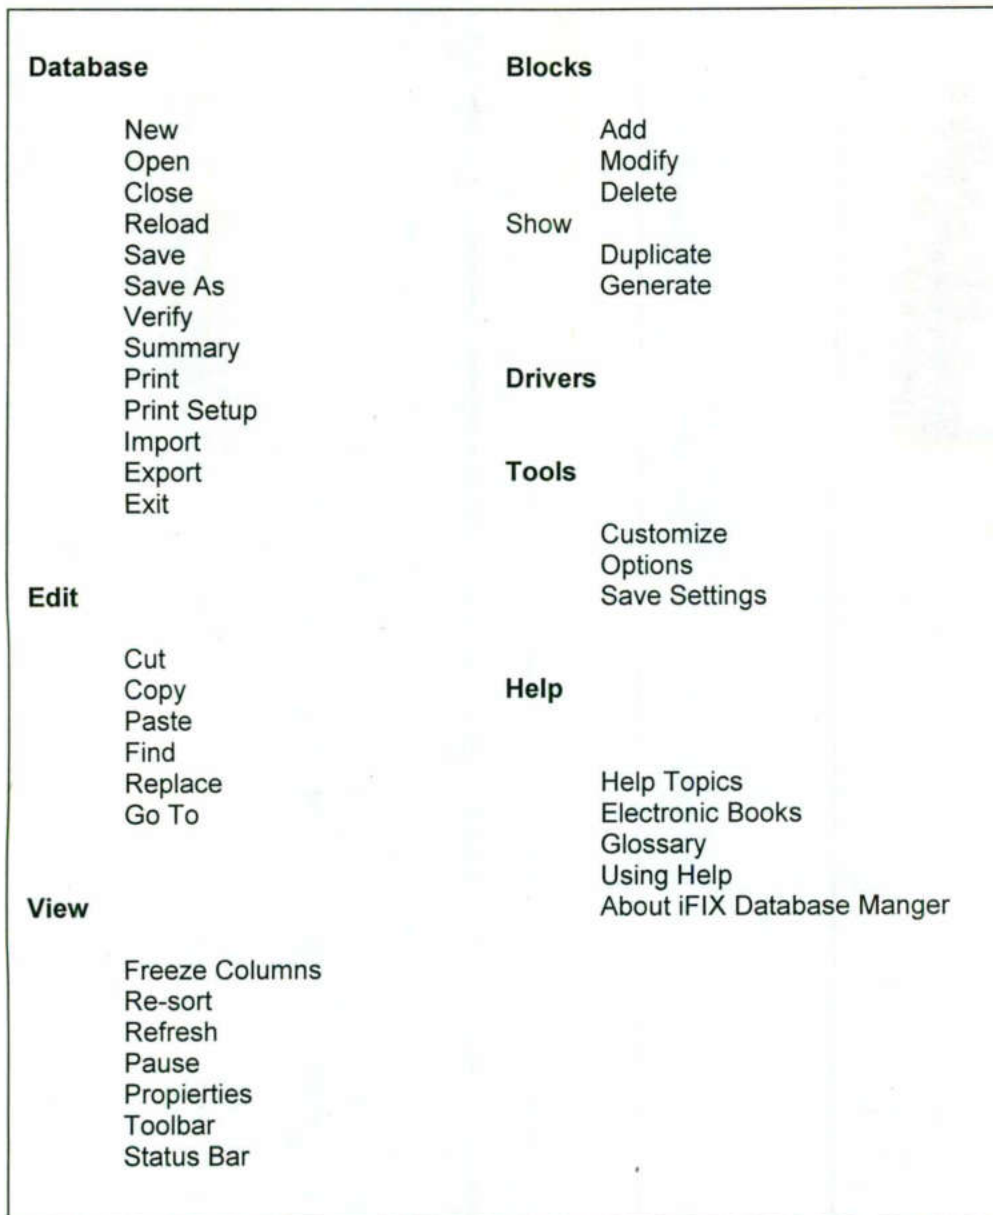 Database
New
Open
Close
Reload
Save
Save As
Verify
Summary
Print
Print Setup
Import
Export
Exit
Edit
Cut
Copy
Paste
Find
Replace
Go To
View
Freeze Columns
Re-sort
Refresh
Pause
Propierties
Toolbar
Status Bar
Blocks
Add
Modify
Delete
Show
Duplicate
Generate
Drivers
Tools
Customize
Options
Save Settings
Help
Help Topics
Electronic Books
Glossary
Using Help
About iFIX Database Manger